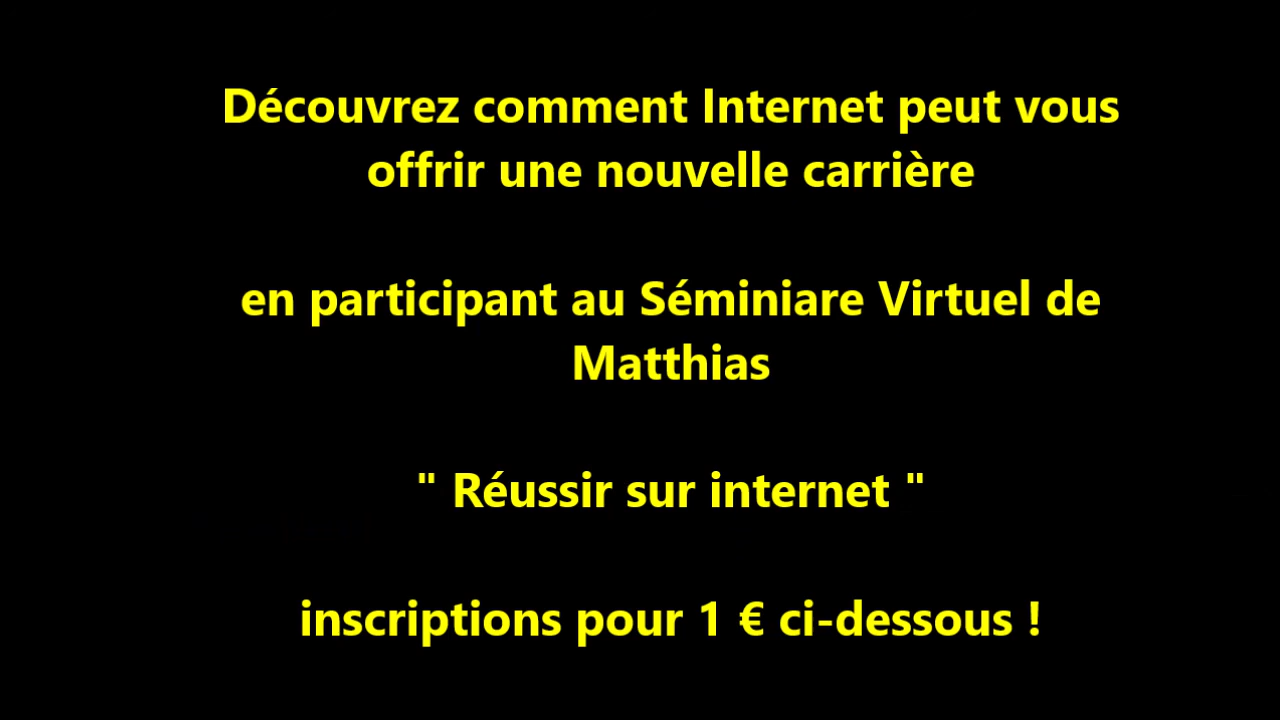 Découvrez comment Internet peut vous
offrir une nouvelle carrière
en participant au Séminiare Virtuel de
Matthias
" Réussir sur internet "
inscriptions pour 1 € ci-dessous !